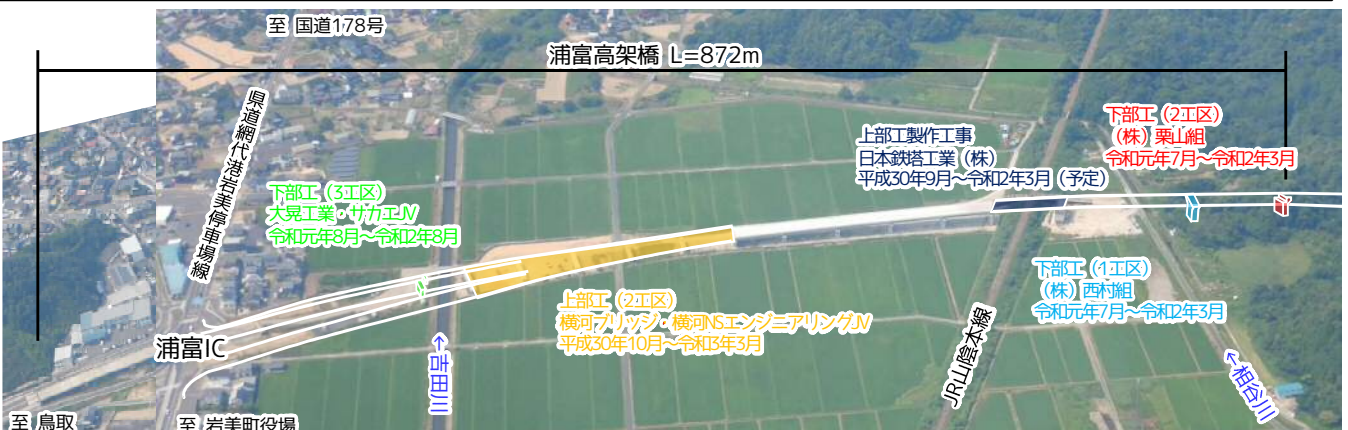 至 国道178号
浦富高架橋 L=872m
県道網代港岩美停車場線
下部工（2工区）
（株）栗山組
令和元年7月～令和2年3月
上部工製作工事
日本鉄塔工業（株）
平成30年9月～令和2年3月（予定）
下部工（3工区）
大晃工業・サカエJV
令和元年8月～令和2年8月
下部工（1工区）
（株）西村組
令和元年7月～令和2年3月
上部工（2工区）
横河ブリッジ・横河NSエンジニアリングJV
平成30年10月～令和3年3月
浦富IC
←吉田川
JR山陰本線
←相谷川
至 鳥取
至 岩美町役場